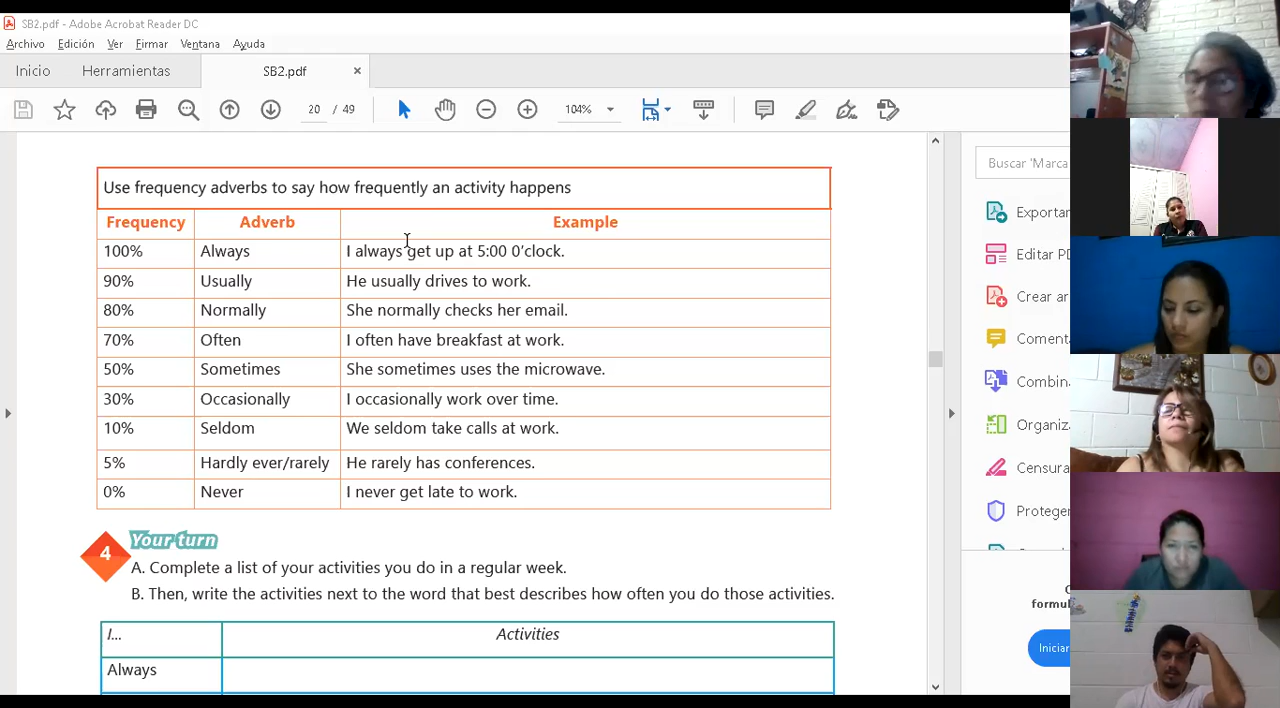 SB2.pdf - Adobe Acrobat Reader DC
Archivo Edición Ver Firmar Ventana Ayuda
Inicio Herramientas SB2.pdf ×
20 / 49 104%
Use frequency adverbs to say how frequently an activity happens
Frequency Adverb Example
100% Always I always get up at 5:00 0'clock.
90% Usually He usually drives to work.
80% Normally She normally checks her email.
70% Often I often have breakfast at work.
50% Sometimes She sometimes uses the microwave.
30% Occasionally I occasionally work over time.
10% Seldom We seldom take calls at work.
5% Hardly ever/rarely He rarely has conferences.
0% Never I never get late to work.
4 Your turn
A. Complete a list of your activities you do in a regular week.
B. Then, write the activities next to the word that best describes how often you do those activities.
I... Activities
Always
Buscar 'Marca
Exportar
Editar PD
Crear ar
Coment
Combin
Organiz
Censura
Proteger
C
formul
Iniciar